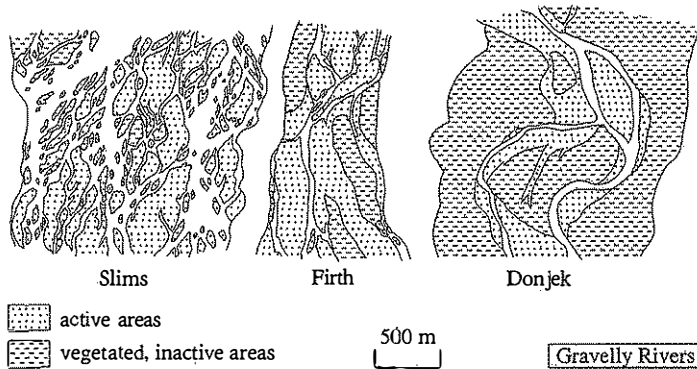 Slims
Firth
Donjek
active areas
vegetated, inactive areas
500 m
Gravelly Rivers